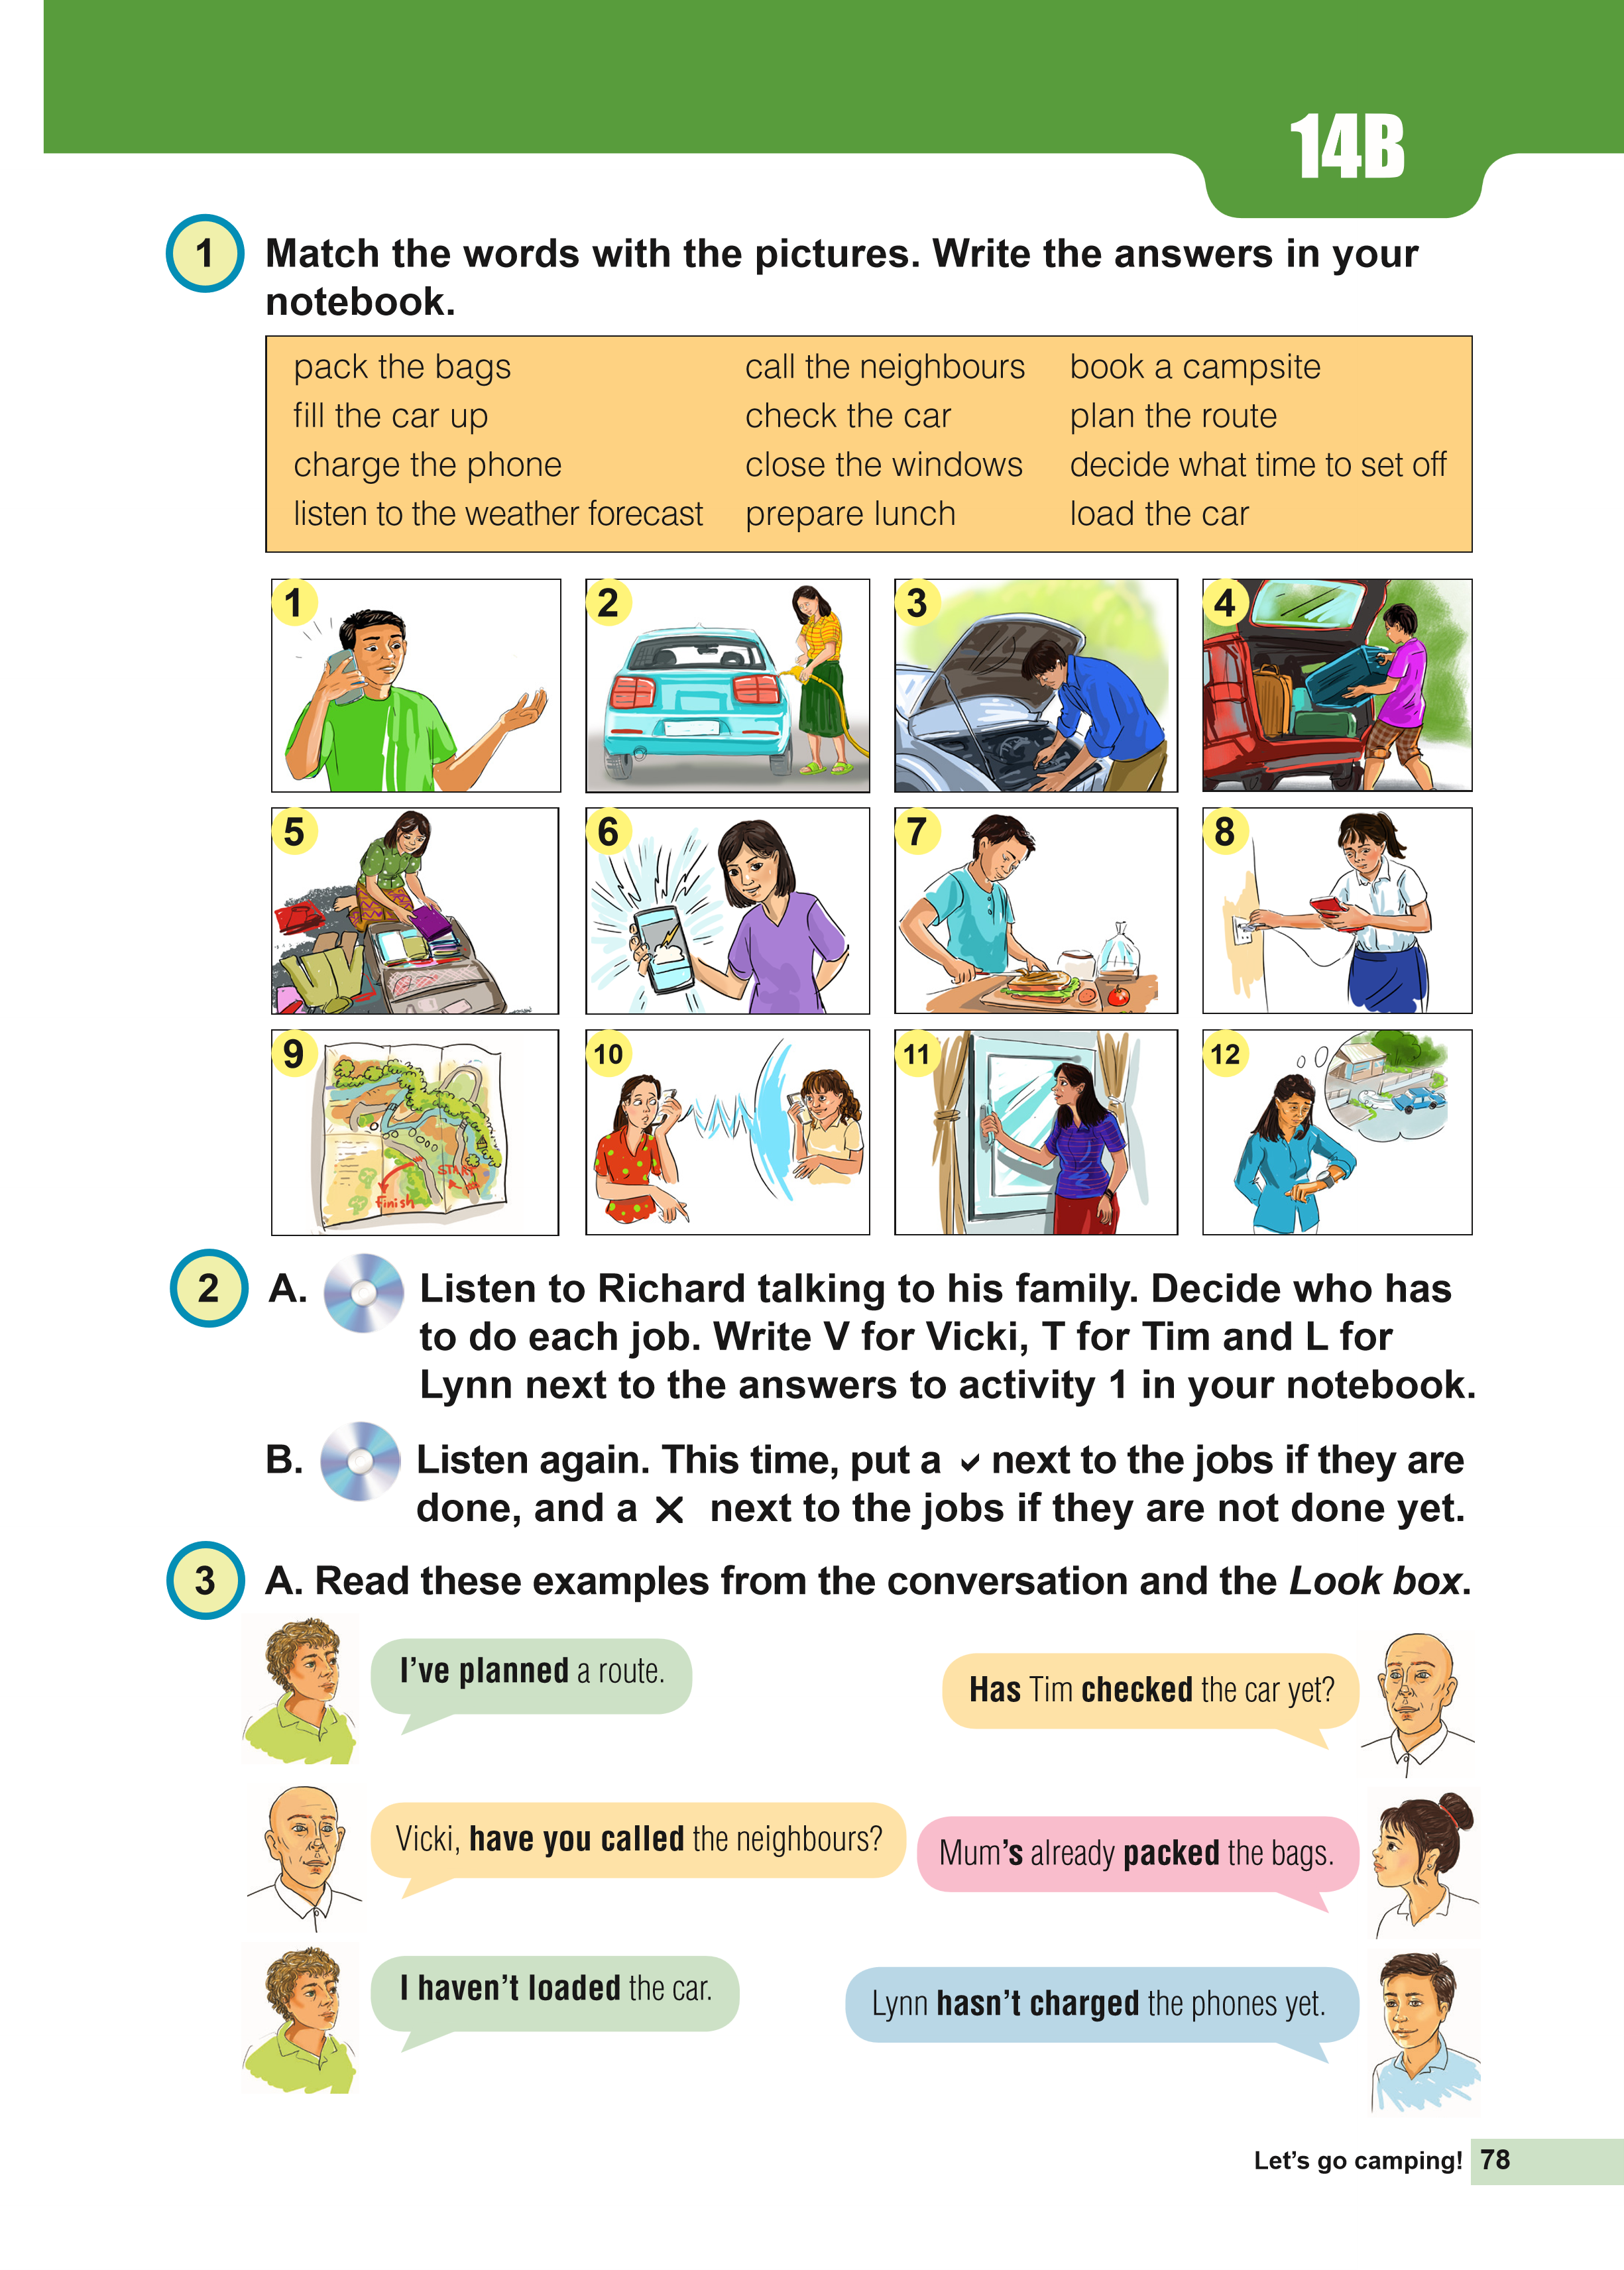 14B
1
Match the words with the pictures. Write the answers in your
notebook.
pack the bags
call the neighbours
book a campsite
fill the car up
check the car
plan the route
charge the phone
close the windows
decide what time to set off
listen to the weather forecast
prepare lunch
load the car
1
2
3
4
5
6
7
8
9
START
Finish
10
11
12
2
A. Listen to Richard talking to his family. Decide who has
to do each job. Write V for Vicki, T for Tim and L for
Lynn next to the answers to activity 1 in your notebook.
B. Listen again. This time, put a ✓ next to the jobs if they are
done, and a ✕ next to the jobs if they are not done yet.
3
A. Read these examples from the conversation and the Look box.
I've planned a route.
Has Tim checked the car yet?
Vicki, have you called the neighbours?
Mum's already packed the bags.
I haven't loaded the car.
Lynn hasn't charged the phones yet.
Let's go camping! 78